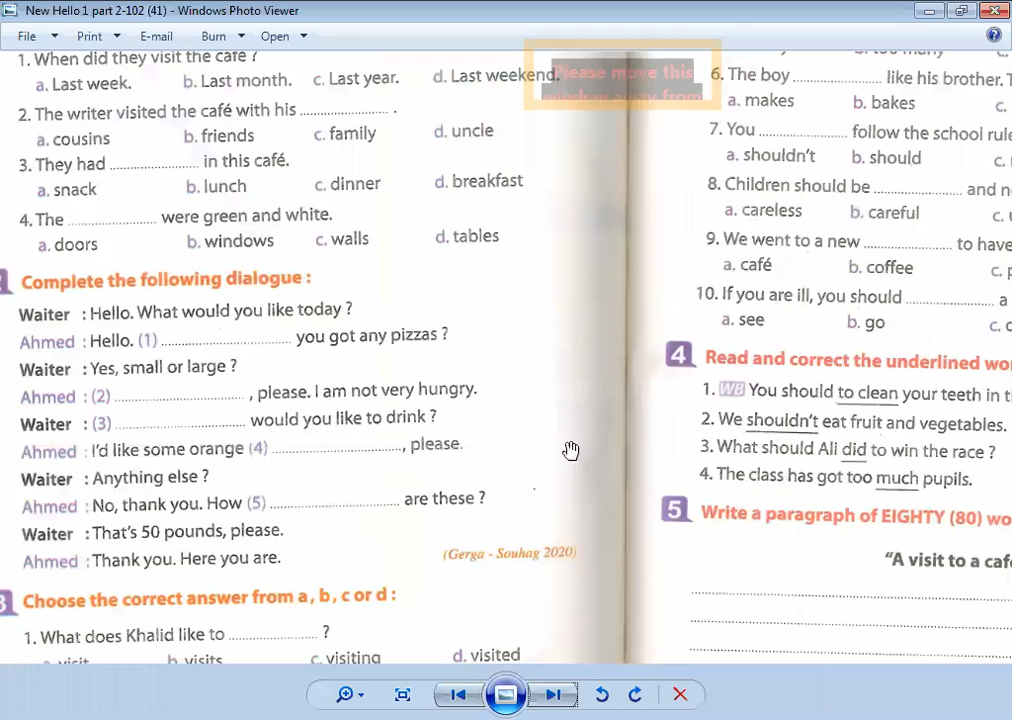 New Hello 1 part 2-102 (41) - Windows Photo Viewer
File Print E-mail Burn Open
1. When did they visit the café ?
a. Last week. b. Last month. c. Last year. d. Last weekend.
2. The writer visited the café with his .................... .
a. cousins b. friends c. family d. uncle
3. They had .................... in this café.
a. snack b. lunch c. dinner d. breakfast
4. The .................... were green and white.
a. doors b. windows c. walls d. tables
Complete the following dialogue :
Waiter : Hello. What would you like today ?
Ahmed : Hello. (1) .................... you got any pizzas ?
Waiter : Yes, small or large ?
Ahmed : (2) .................... , please. I am not very hungry.
Waiter : (3) .................... would you like to drink ?
Ahmed : I'd like some orange (4) ...................., please.
Waiter : Anything else ?
Ahmed : No, thank you. How (5) .................... are these ?
Waiter : That's 50 pounds, please.
Ahmed : Thank you. Here you are.
(Gerga - Souhag 2020)
3 Choose the correct answer from a, b, c or d :
1. What does Khalid like to .................... ?
a. visit b. visits c. visiting d. visited
Please move this
window away from
b. too many
6. The boy .................... like his brother. T
a. makes b. bakes c.
7. You .................... follow the school rule
a. shouldn't b. should c.
8. Children should be .................... and n
a. careless b. careful c.
9. We went to a new .................... to have
a. café b. coffee c.
10. If you are ill, you should .................... a
a. see b. go c.
4 Read and correct the underlined wo
1. WB You should to clean your teeth in t
2. We shouldn't eat fruit and vegetables.
3. What should Ali did to win the race ?
4. The class has got too much pupils.
5 Write a paragraph of EIGHTY (80) wo
"A visit to a caf